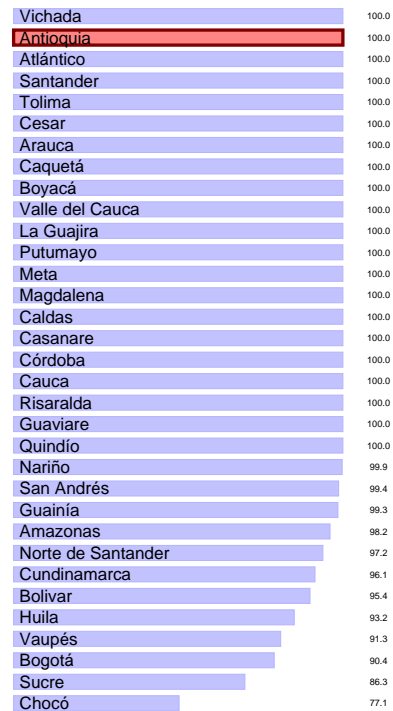 Vichada 100.0
Antioquia 100.0
Atlántico 100.0
Santander 100.0
Tolima 100.0
Cesar 100.0
Arauca 100.0
Caquetá 100.0
Boyacá 100.0
Valle del Cauca 100.0
La Guajira 100.0
Putumayo 100.0
Meta 100.0
Magdalena 100.0
Caldas 100.0
Casanare 100.0
Córdoba 100.0
Cauca 100.0
Risaralda 100.0
Guaviare 100.0
Quindío 100.0
Nariño 99.9
San Andrés 99.4
Guainía 99.3
Amazonas 98.2
Norte de Santander 97.2
Cundinamarca 96.1
Bolivar 95.4
Huila 93.2
Vaupés 91.3
Bogotá 90.4
Sucre 86.3
Chocó 77.1